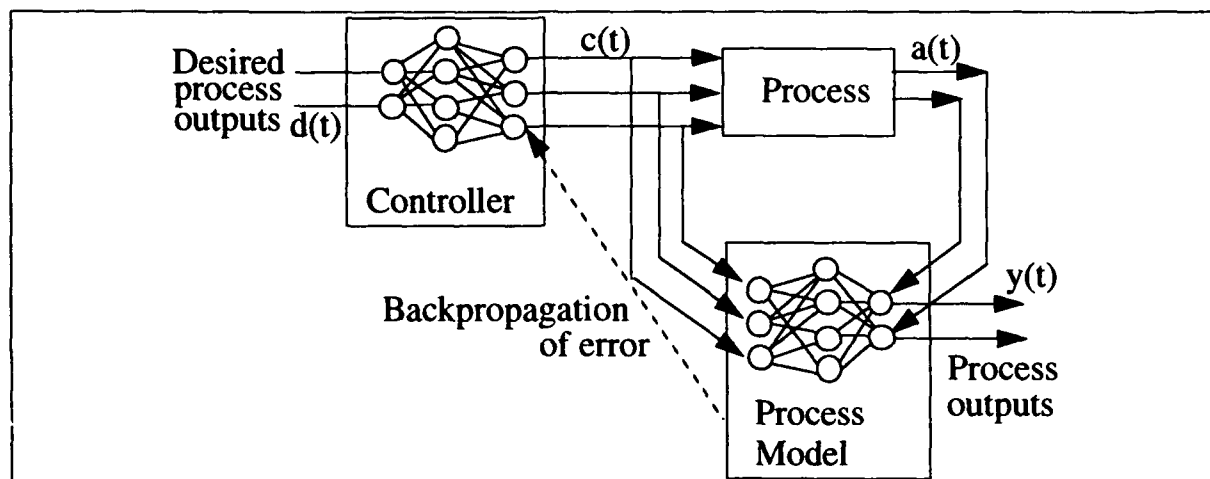 Desired
process
outputs
d(t)
Controller
c(t)
Process
a(t)
Backpropagation
of error
y(t)
Process
outputs
Process
Model